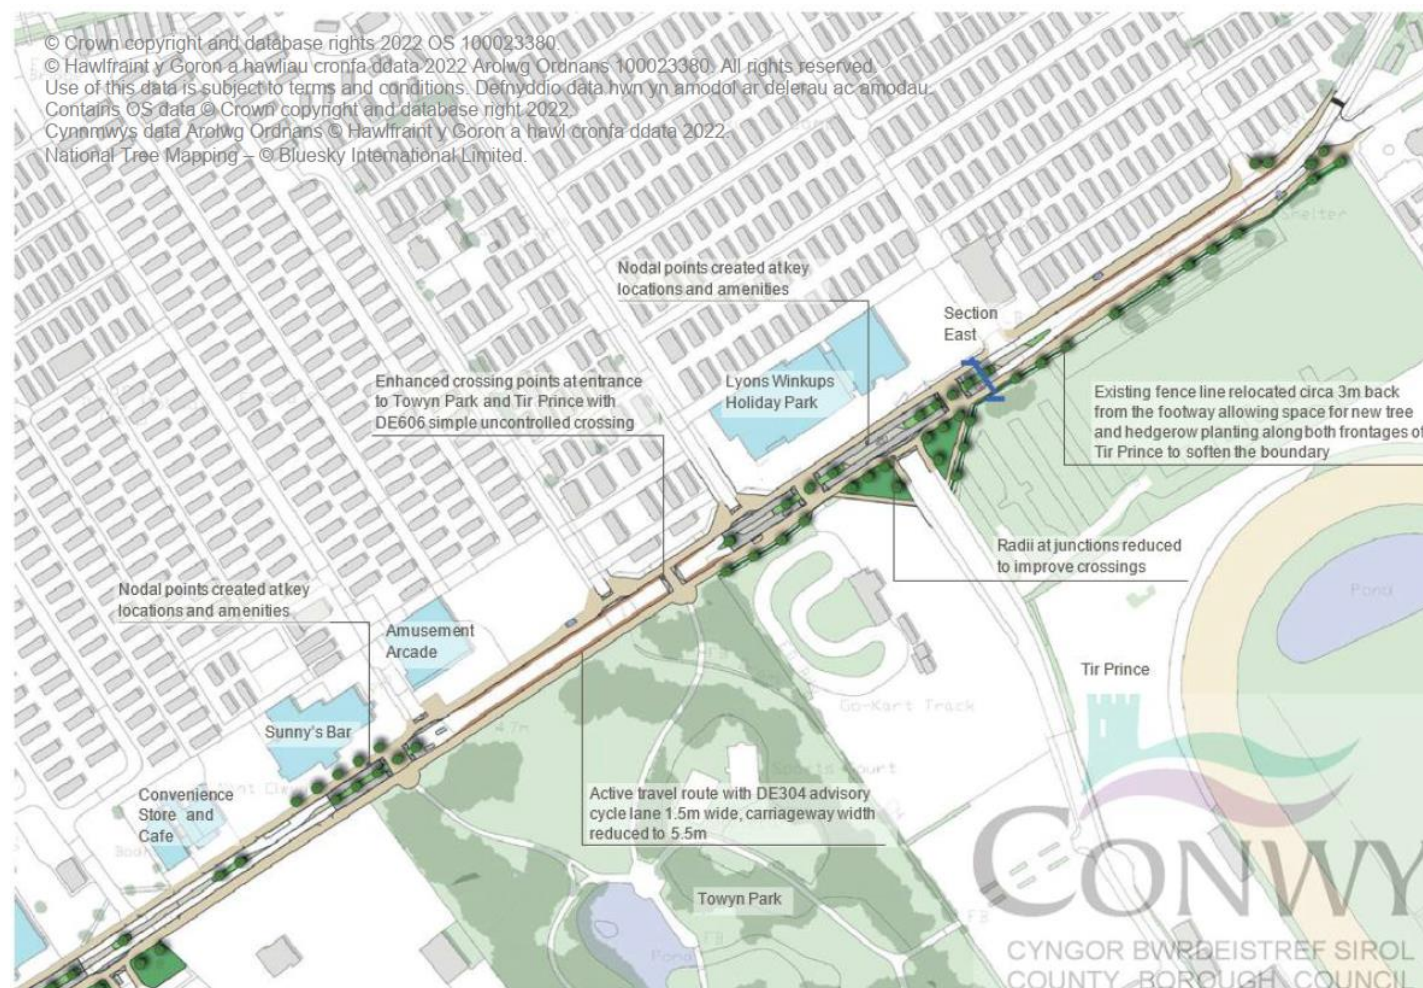 © Crown copyright and database rights 2022 OS 100023380.
© Hawlfraint y Goron a hawliau cronfa ddata 2022 Arolwg Ordnans 100023380. All rights reserved.
Use of this data is subject to terms and conditions. Defnyddio data hwn yn amodol ar delerau ac amodau.
Contains OS data © Crown copyright and database right 2022.
Cynnmwys data Arolwg Ordnans © Hawlfraint y Goron a hawl cronfa ddata 2022.
National Tree Mapping – © Bluesky International Limited.
Shelter
Nodal points created at key
locations and amenities
Section
East
Enhanced crossing points at entrance
to Towyn Park and Tir Prince with
DE606 simple uncontrolled crossing
Lyons Winkups
Holiday Park
Existing fence line relocated circa 3m back
from the footway allowing space for new tree
and hedgerow planting along both frontages of
Tir Prince to soften the boundary
Radii at junctions reduced
to improve crossings
Pond
Nodal points created at key
locations and amenities
Amusement
Arcade
Tir Prince
Go-Kart Track
Sunny's Bar
4.7m
Sports Court
Convenience
Store and
Cafe
Active travel route with DE304 advisory
cycle lane 1.5m wide, carriageway width
reduced to 5.5m
Towyn Park
FB
FB
Pond
CONWY
CYNGOR BWRDEISTREF SIROL
COUNTY BOROUGH COUNCIL